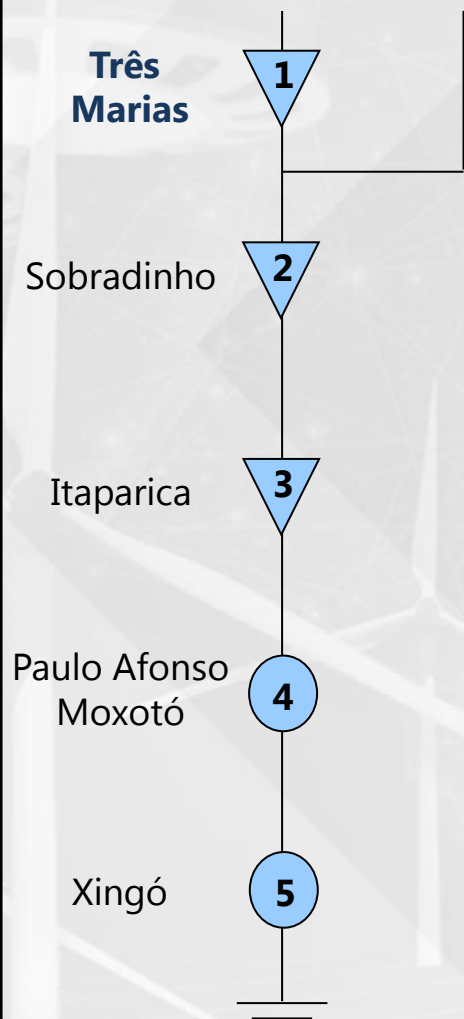 Três
Marias
1
Sobradinho
2
Itaparica
3
Paulo Afonso
Moxotó
4
Xingó
5